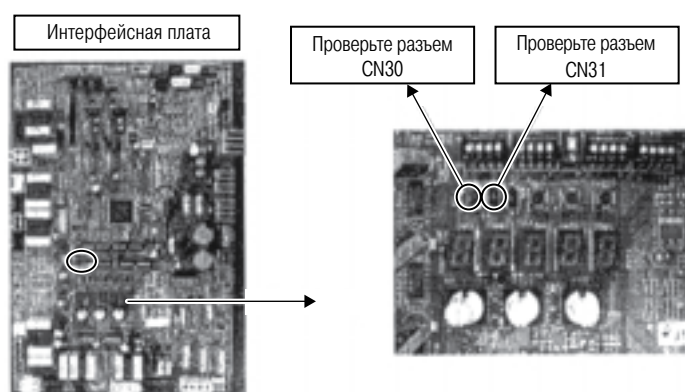 Интерфейсная плата
Проверьте разъем
CN30
Проверьте разъем
CN31